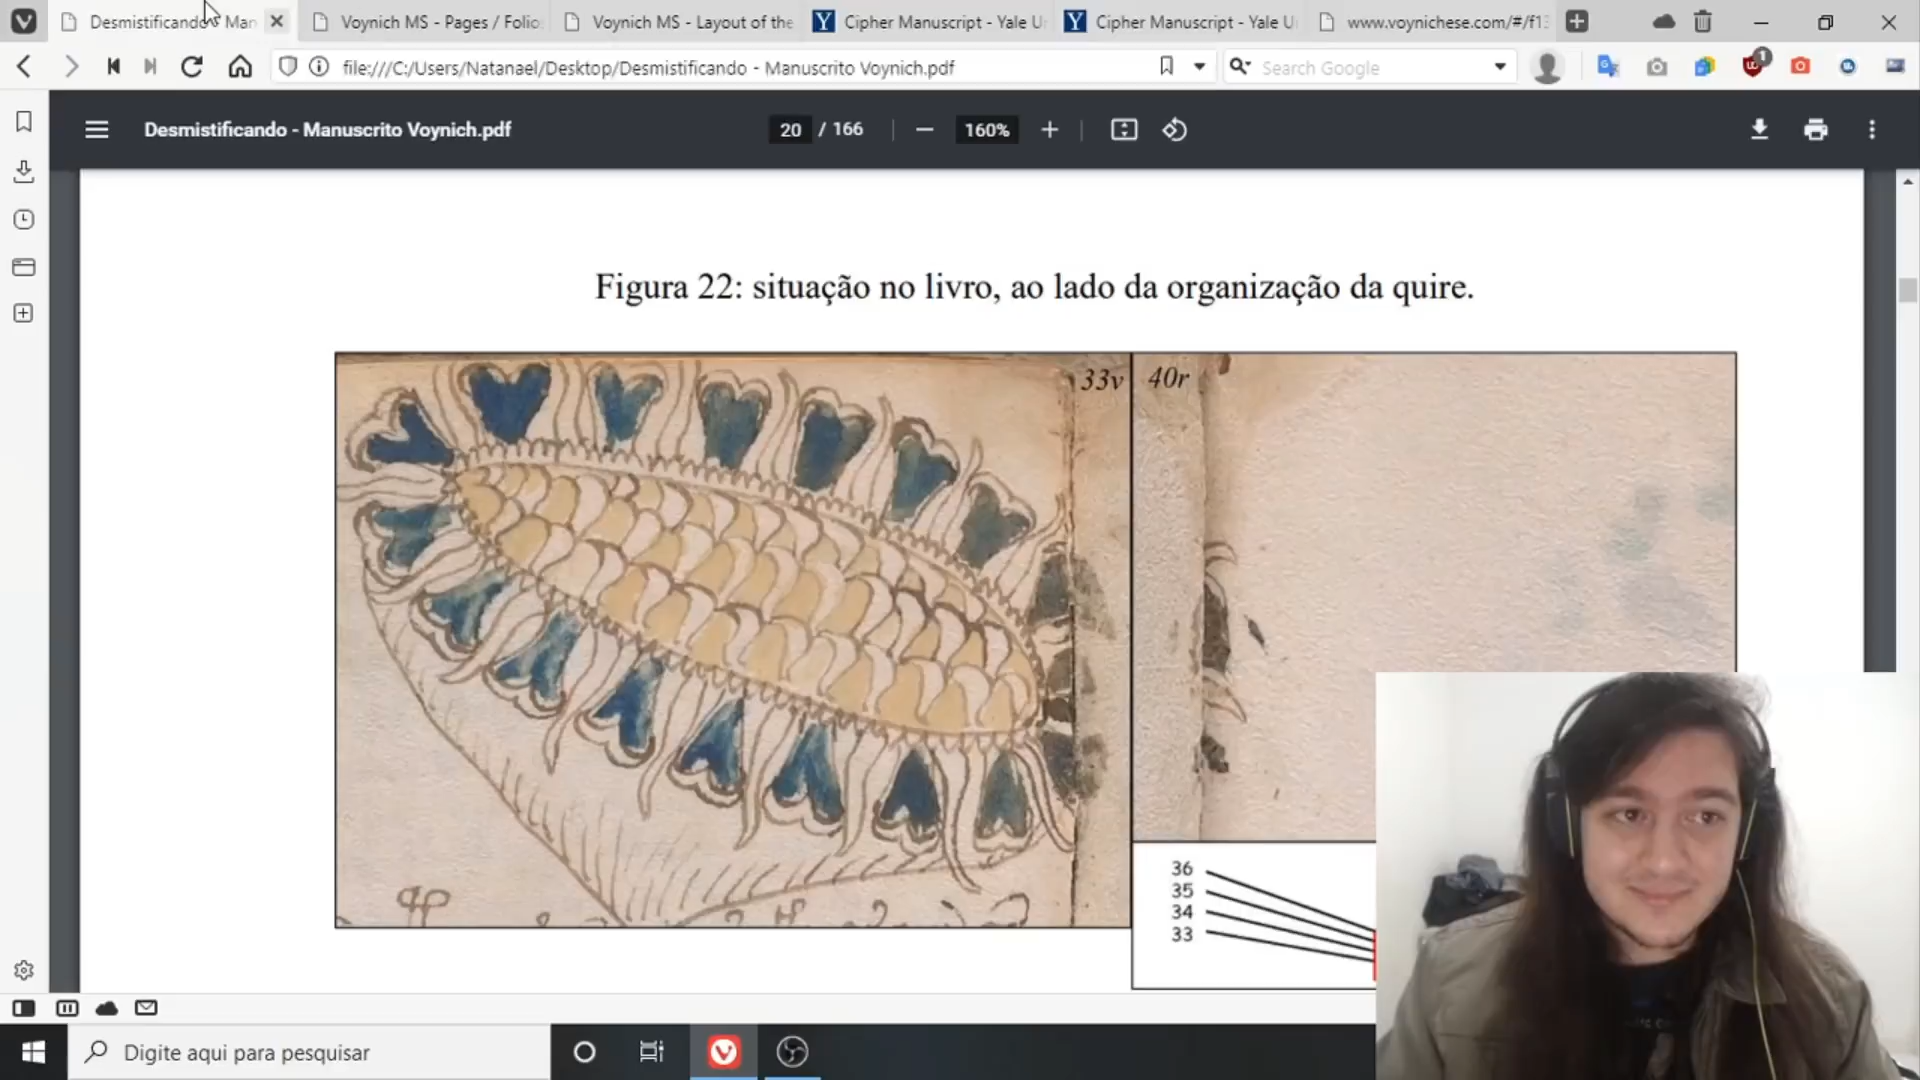 Desmistificando - Man
Voynich MS - Pages / Folio
Voynich MS - Layout of the
Y Cipher Manuscript - Yale U
Y Cipher Manuscript - Yale U
www.voynichese.com/#/f13
file:///C:/Users/Natanael/Desktop/Desmistificando - Manuscrito Voynich.pdf
Search Google
1
Desmistificando - Manuscrito Voynich.pdf
20 / 166
160%
Figura 22: situação no livro, ao lado da organização da quire.
33v
40r
36
35
34
33
Digite aqui para pesquisar